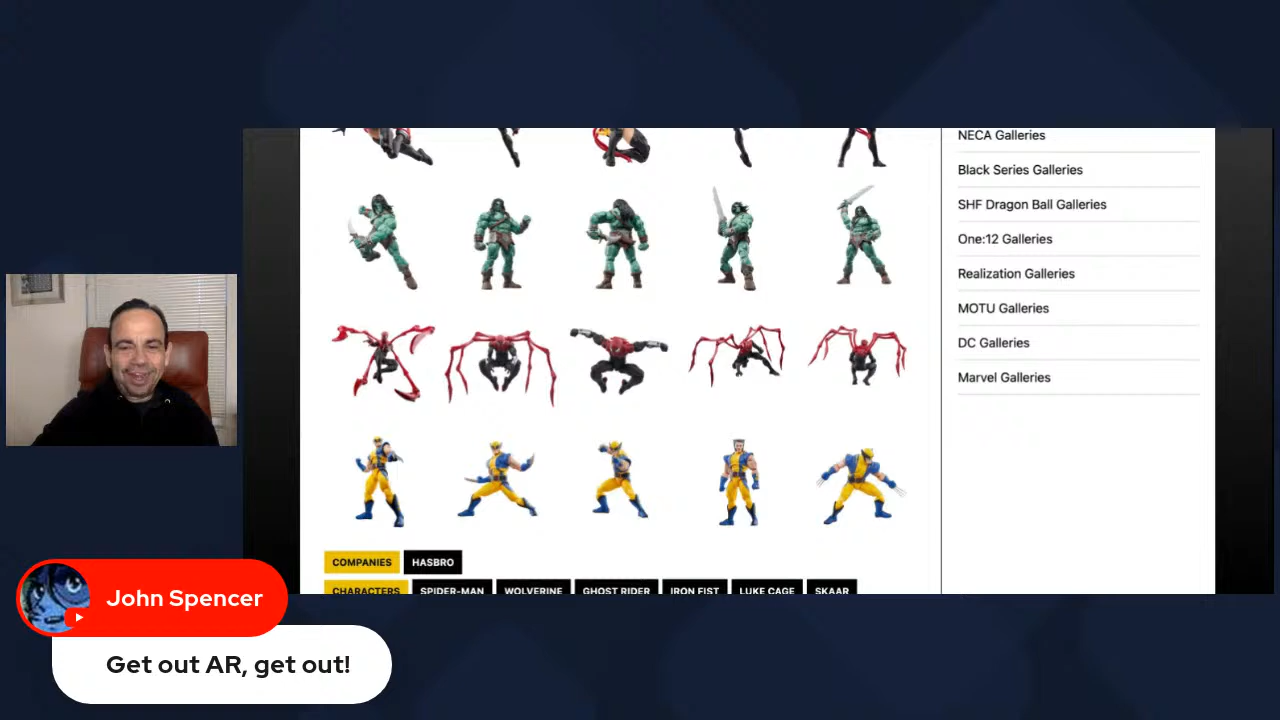 NECA Galleries
Black Series Galleries
SHF Dragon Ball Galleries
One:12 Galleries
Realization Galleries
MOTU Galleries
DC Galleries
Marvel Galleries
COMPANIES HASBRO
CHARACTERS SPIDER-MAN WOLVERINE GHOST RIDER IRON FIST LUKE CAGE SKAAR
John Spencer
Get out AR, get out!